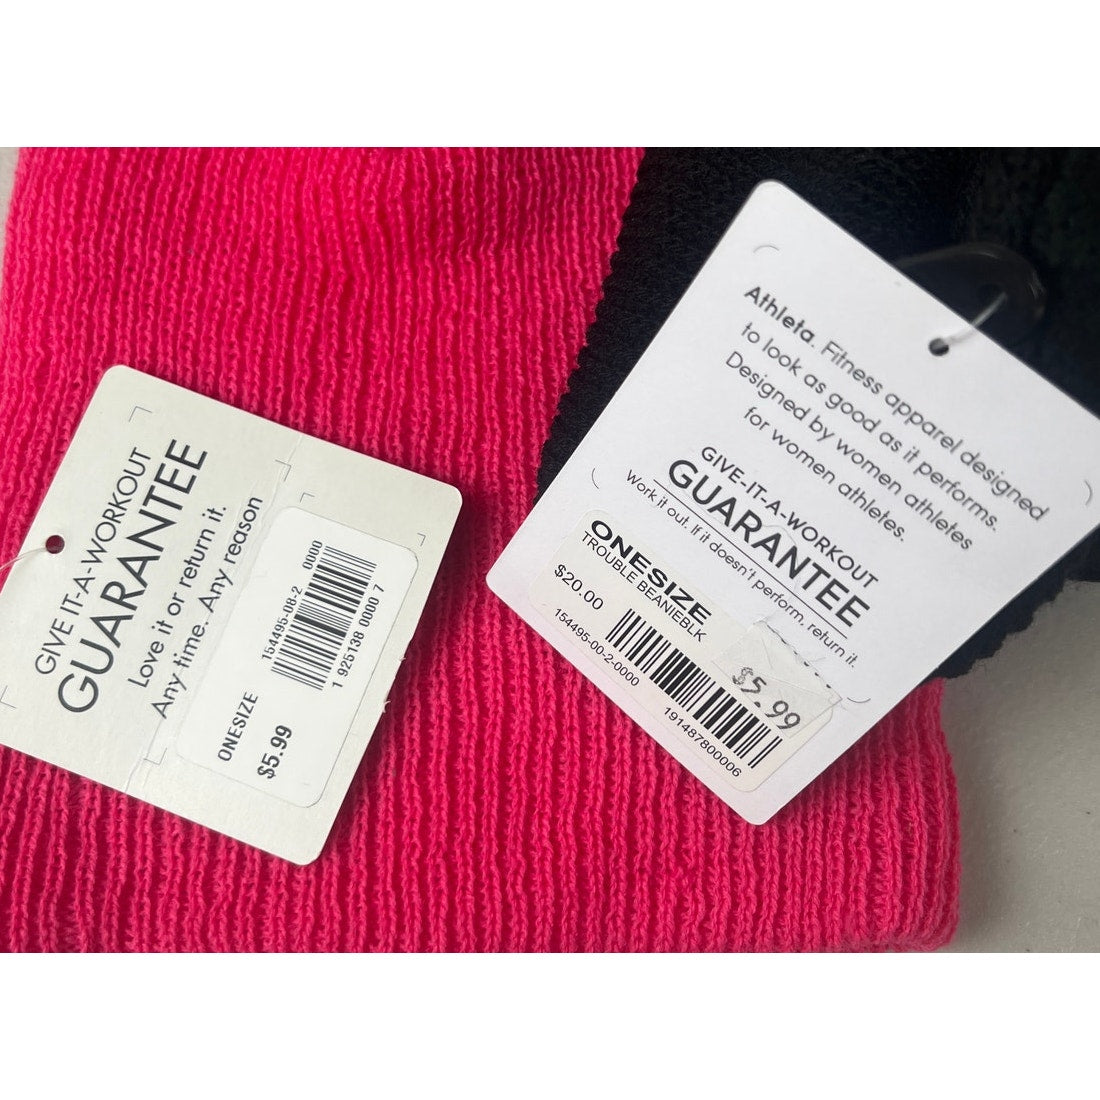 GIVE IT-A-WORKOUT
GUARANTEE
Love it or return it.
Any time. Any reason
154495-08-2 0000
1 925138 0000 7
ONESIZE
$5.99
Athleta. Fitness apparel designed
to look as good as it performs.
Designed by women athletes
for women athletes.
GIVE-IT-A-WORKOUT
GUARANTEE
Work it out. If it doesn't perform, return it.
ONESIZE
TROUBLE BEANIEBLK
$20.00
154495-00-2-0000
191487800006
$5.99